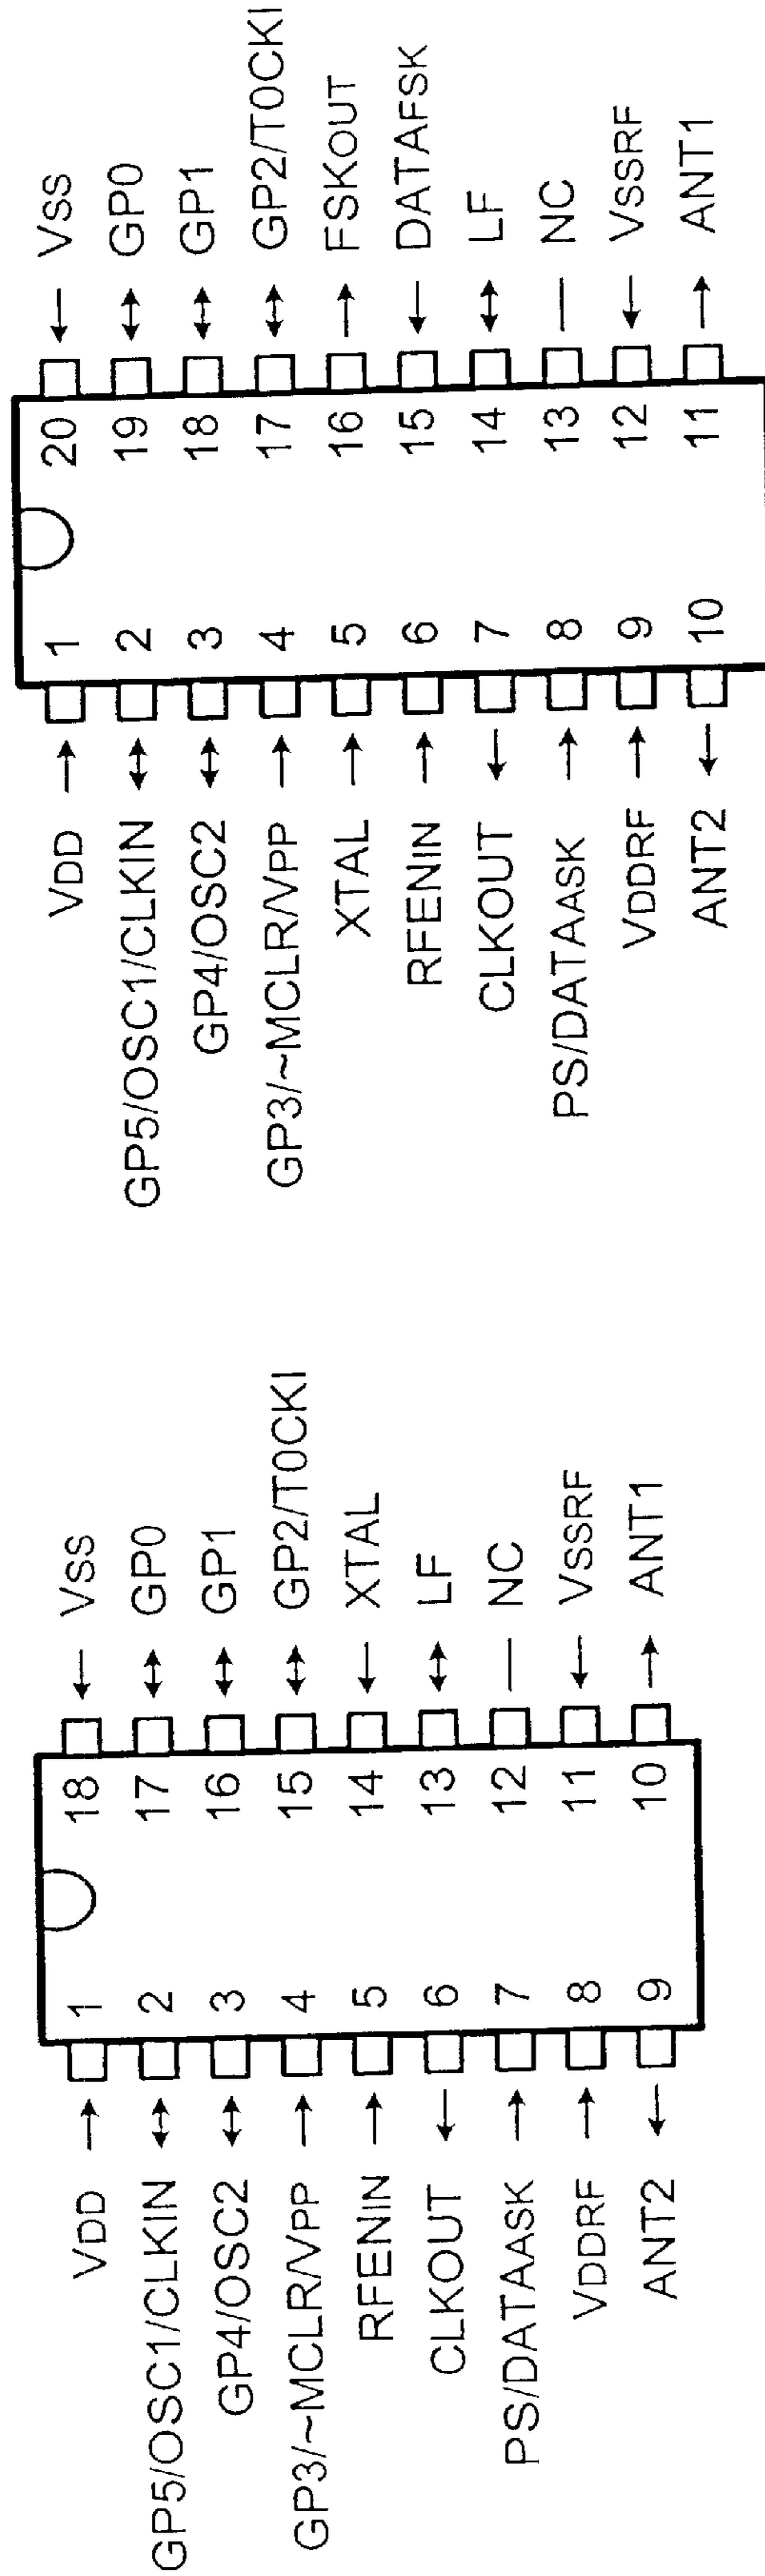 VDD 1 20 VSS
GP5/OSC1/CLKIN 2 19 GP0
GP4/OSC2 3 18 GP1
GP3/~MCLR/VPP 4 17 GP2/T0CKI
XTAL 5 16 FSKOUT
RFENIN 6 15 DATAFSK
CLKOUT 7 14 LF
PS/DATAASK 8 13 NC
VDDRF 9 12 VSSRF
ANT2 10 11 ANT1
VDD 1 18 VSS
GP5/OSC1/CLKIN 2 17 GP0
GP4/OSC2 3 16 GP1
GP3/~MCLR/VPP 4 15 GP2/T0CKI
RFENIN 5 14 XTAL
CLKOUT 6 13 LF
PS/DATAASK 7 12 NC
VDDRF 8 11 VSSRF
ANT2 9 10 ANT1